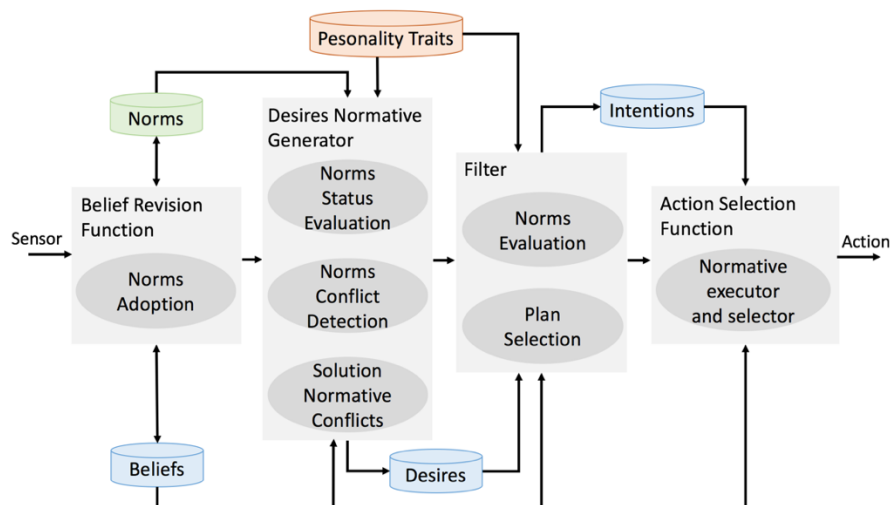 Pesonality Traits
Norms
Desires Normative
Generator
Intentions
Norms
Status
Evaluation
Filter
Belief Revision
Function
Action Selection
Function
Sensor
Norms
Evaluation
Action
Norms
Adoption
Norms
Conflict
Detection
Normative
executor
and selector
Plan
Selection
Solution
Normative
Conflicts
Beliefs
Desires